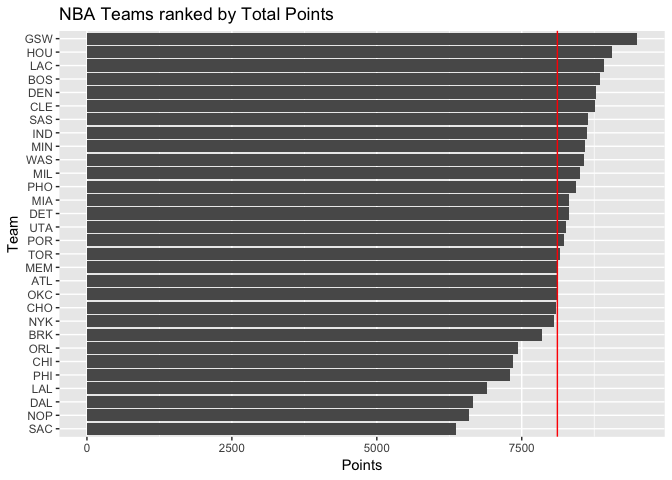 NBA Teams ranked by Total Points
GSW
HOU
LAC
BOS
DEN
CLE
SAS
IND
MIN
WAS
MIL
PHO
MIA
DET
UTA
POR
TOR
MEM
ATL
OKC
CHO
NYK
BRK
ORL
CHI
PHI
LAL
DAL
NOP
SAC
Team
0 2500 5000 7500
Points